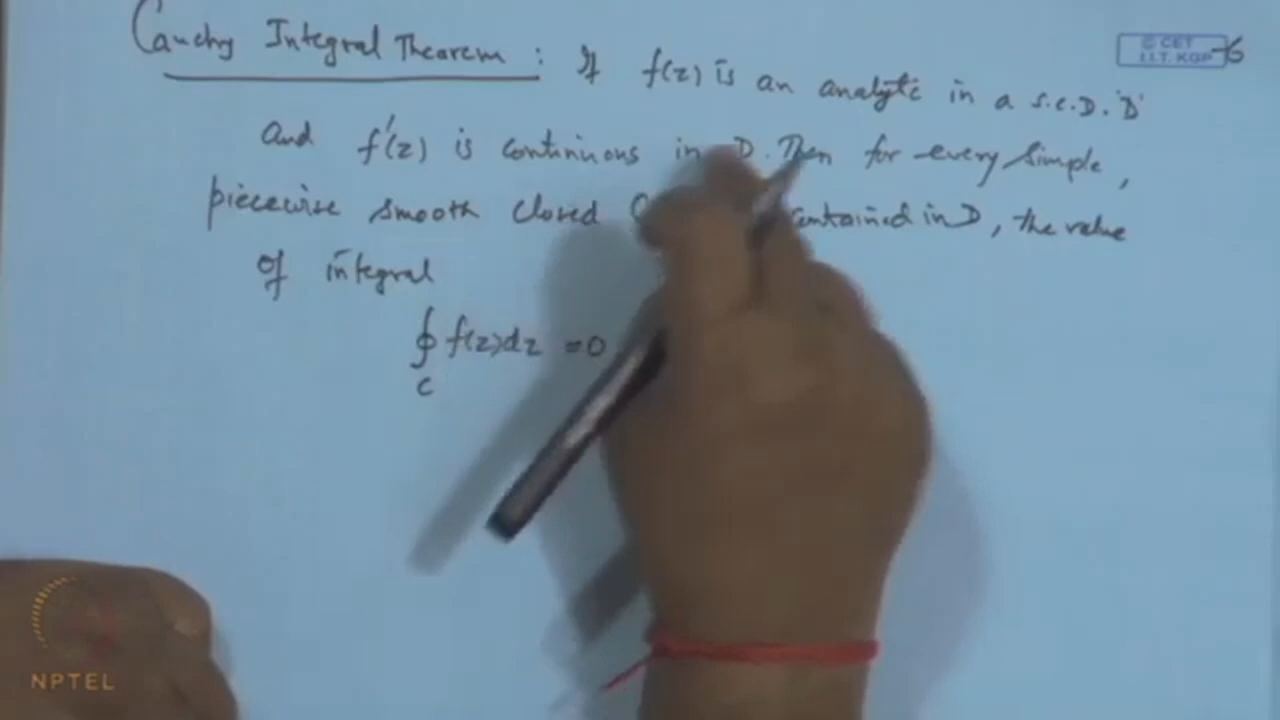 Cauchy Integral Theorem : If f(z) is an analytic in a S.C.D. 'D'
© CET
I.I.T. KGP
6
And f'(z) is continuous in D. Then for every simple,
piecewise smooth closed contained in D, the value
of integral
∮ f(z)dz = 0
C
NPTEL